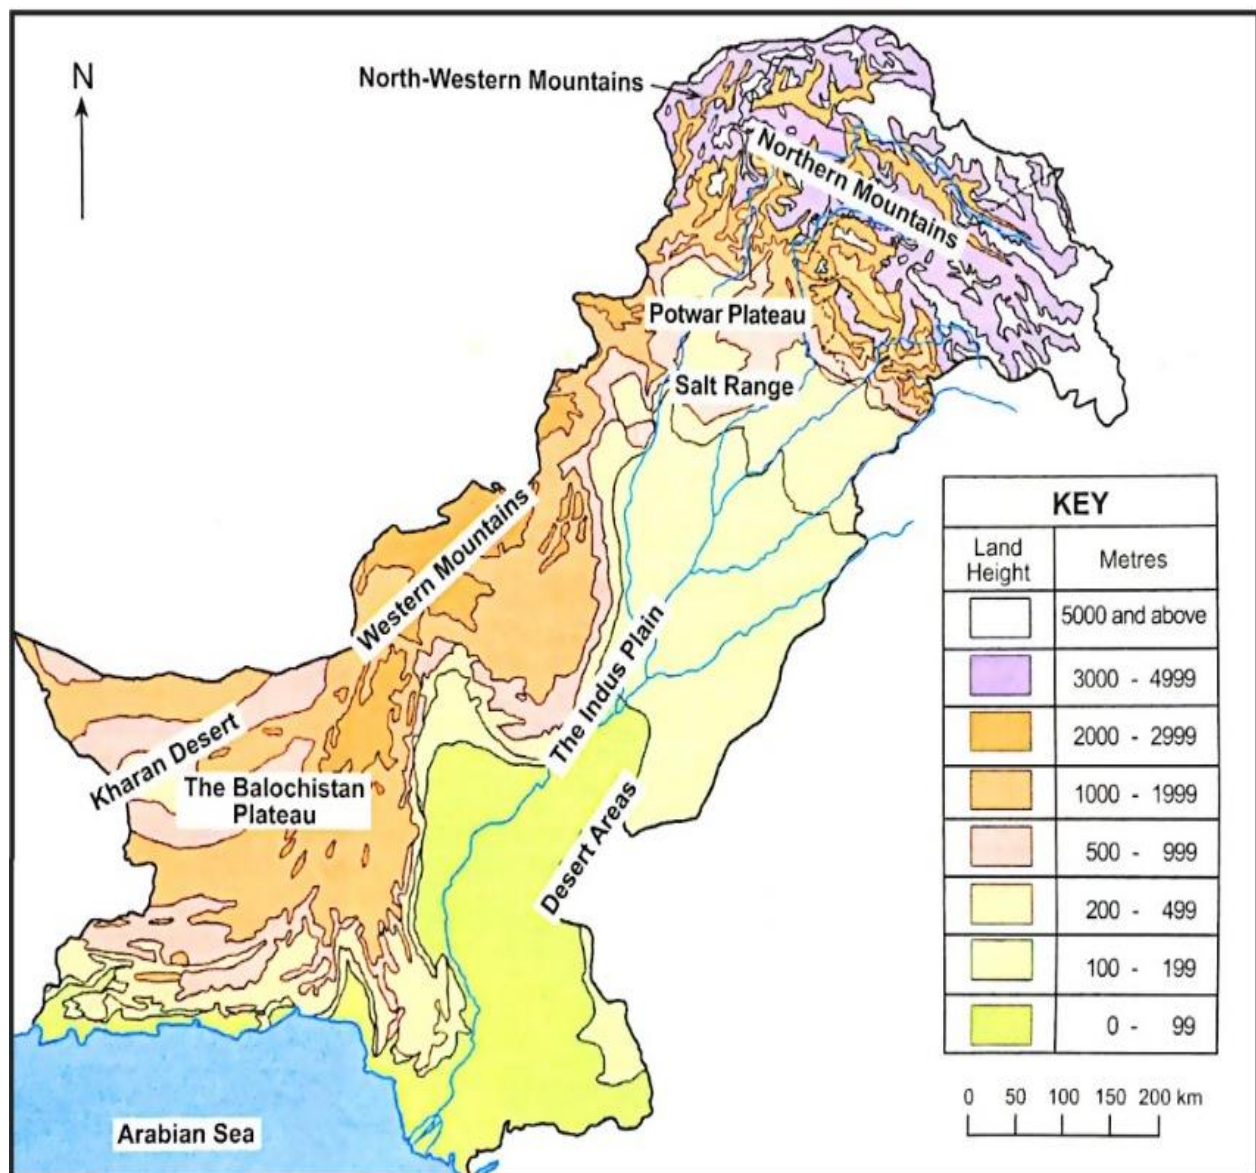 N
North-Western Mountains
Northern Mountains
Potwar Plateau
Salt Range
Western Mountains
The Indus Plain
Kharan Desert
The Balochistan
Plateau
Desert Areas
Arabian Sea
KEY
Land
Height
Metres
5000 and above
3000 - 4999
2000 - 2999
1000 - 1999
500 - 999
200 - 499
100 - 199
0 - 99
0 50 100 150 200 km